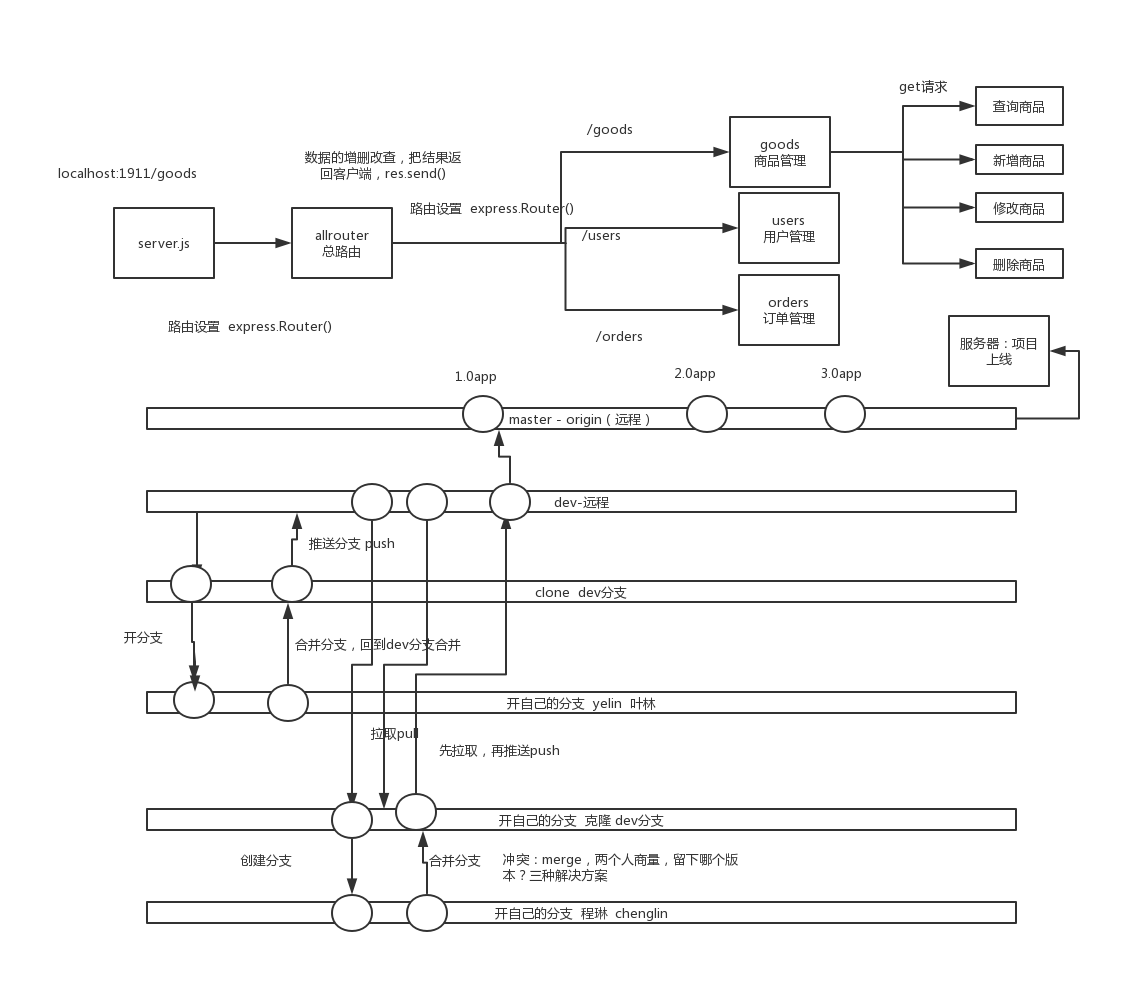 get请求
查询商品
/goods
goods
商品管理
新增商品
数据的增删改查，把结果返
回客户端，res.send()
localhost:1911/goods
路由设置  express.Router()
修改商品
server.js
allrouter
总路由
/users
users
用户管理
删除商品
orders
订单管理
路由设置  express.Router()
/orders
服务器：项目
上线
1.0app
2.0app
3.0app
master - origin（远程）
dev-远程
推送分支 push
clone  dev分支
开分支
合并分支，回到dev分支合并
开自己的分支  yelin  叶林
拉取pull
先拉取，再推送push
开自己的分支  克隆 dev分支
创建分支
合并分支
冲突：merge，两个人商量，留下哪个版
本？三种解决方案
开自己的分支  程琳  chenglin